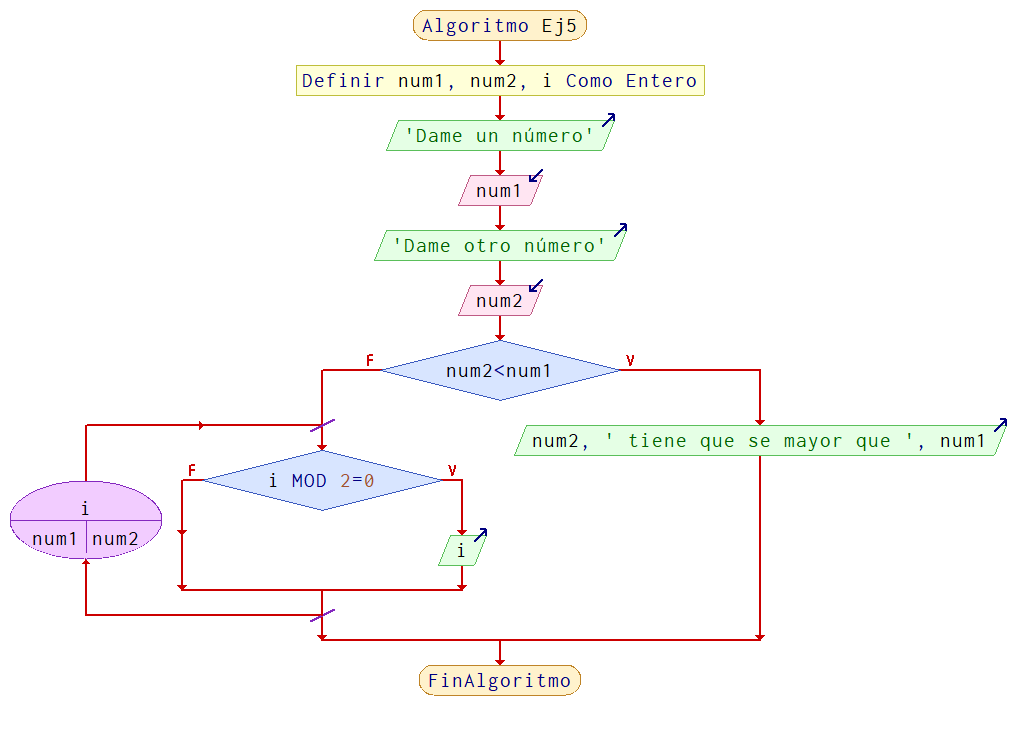 Algoritmo Ej5
Definir num1, num2, i Como Entero
'Dame un número'
num1
'Dame otro número'
num2
F
num2<num1
V
num2, ' tiene que se mayor que ', num1
F
i MOD 2=0
V
i
num1
num2
i
FinAlgoritmo